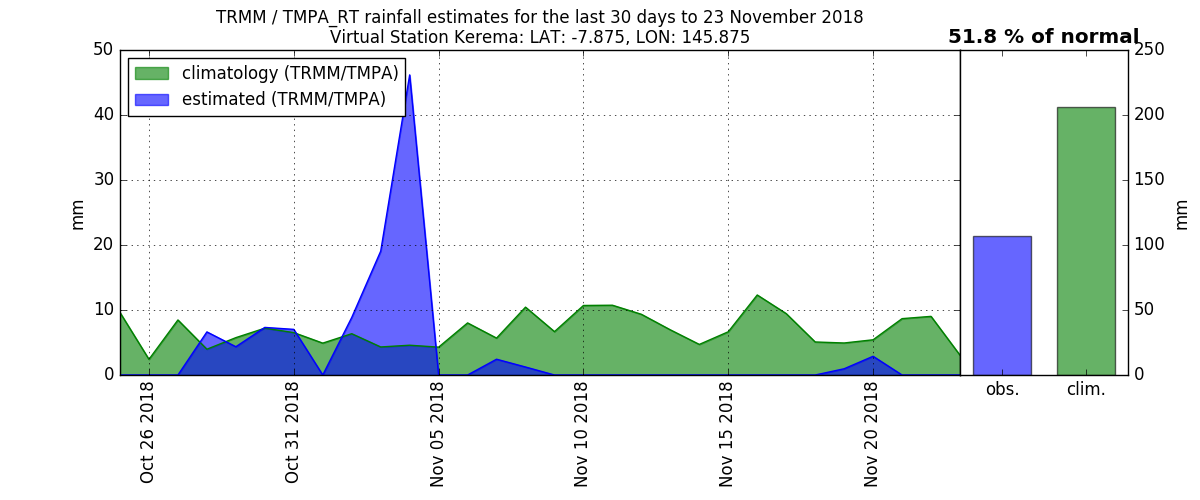 TRMM / TMPA_RT rainfall estimates for the last 30 days to 23 November 2018
Virtual Station Kerema: LAT: -7.875, LON: 145.875
51.8 % of normal
climatology (TRMM/TMPA)
estimated (TRMM/TMPA)
50
40
30
20
10
0
mm
Oct 26 2018
Oct 31 2018
Nov 05 2018
Nov 10 2018
Nov 15 2018
Nov 20 2018
250
200
150
100
50
0
mm
obs.
clim.